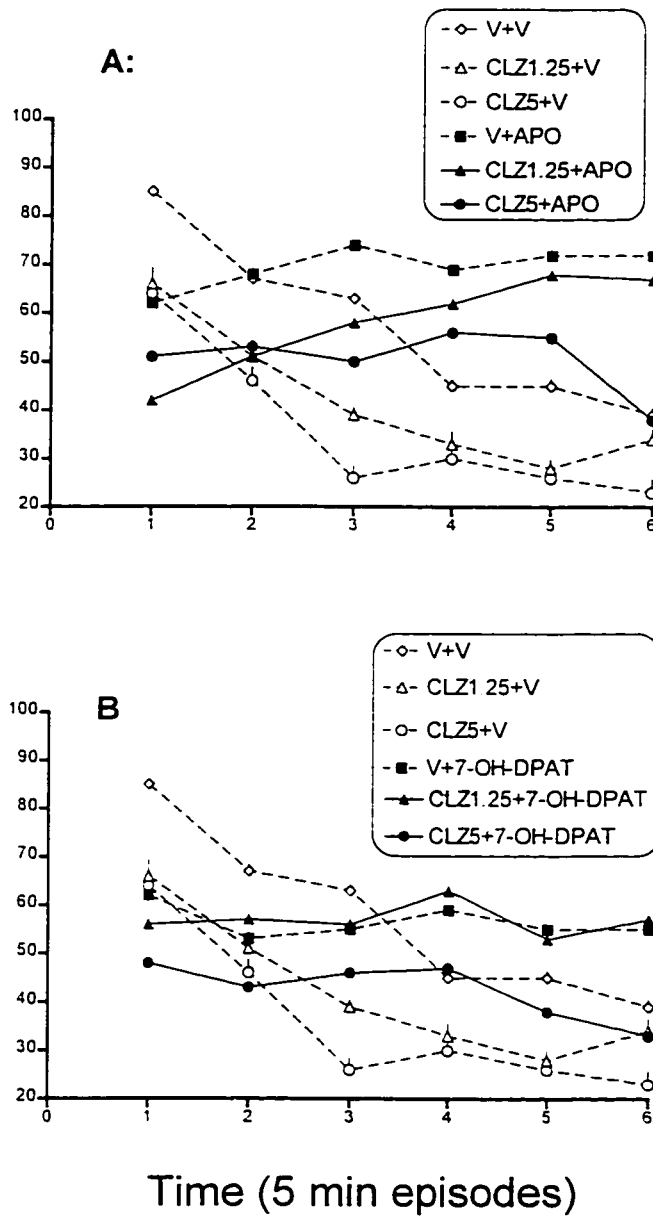 A:
V+V
CLZ1.25+V
CLZ5+V
V+APO
CLZ1.25+APO
CLZ5+APO
100
90
80
70
60
50
40
30
20
0 1 2 3 4 5 6
B
V+V
CLZ1.25+V
CLZ5+V
V+7-OH-DPAT
CLZ1.25+7-OH-DPAT
CLZ5+7-OH-DPAT
100
90
80
70
60
50
40
30
20
0 1 2 3 4 5 6
Time (5 min episodes)